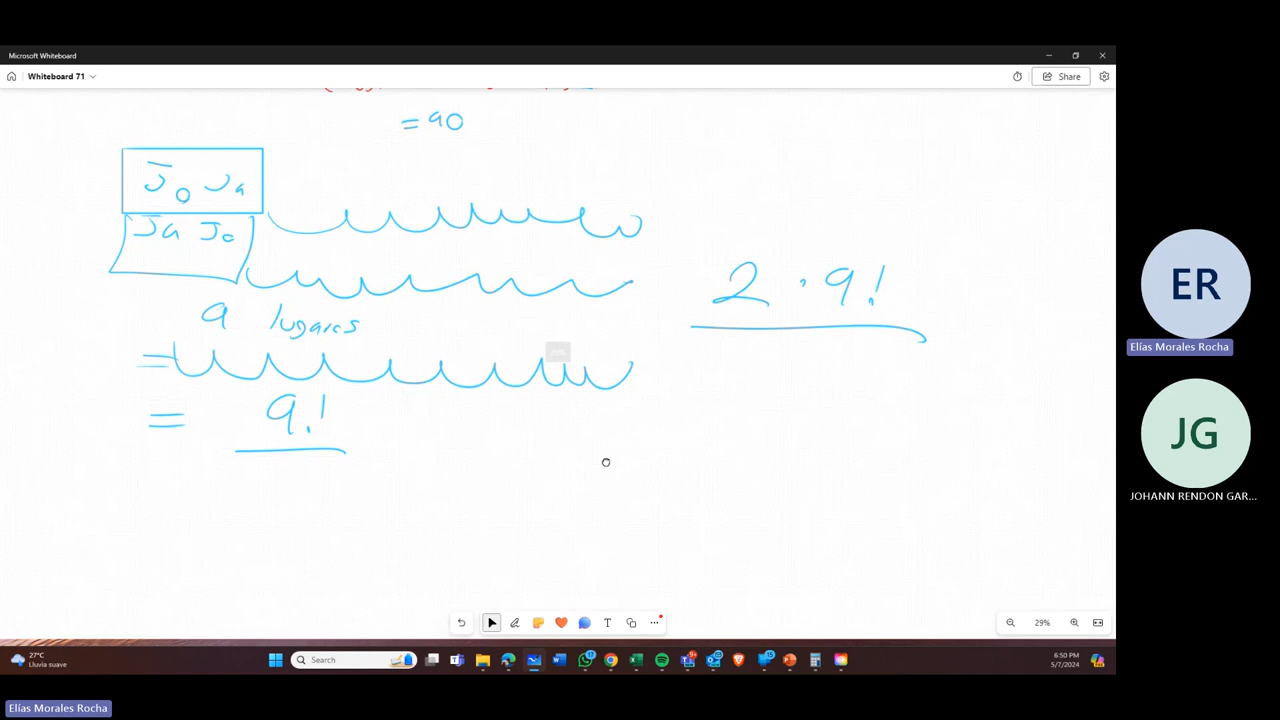 Microsoft Whiteboard
Whiteboard 71
Share
= 90
Jo Ja
Ja Jo
2 · 9!
9 lugares
=
= 9!
ER
Elías Morales Rocha
JG
JOHANN RENDON GAR...
29%
27°C
Lluvia suave
Search
6:50 PM
5/7/2024
Elías Morales Rocha